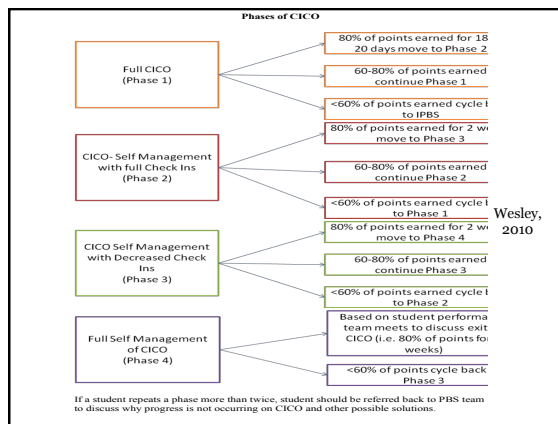 Phases of CICO
Full CICO
(Phase 1)
80% of points earned for 18
20 days move to Phase 2
60-80% of points earned
continue Phase 1
<60% of points earned cycle b
to IPBS
CICO- Self Management
with full Check Ins
(Phase 2)
80% of points earned for 2 we
move to Phase 3
60-80% of points earned
continue Phase 2
<60% of points earned cycle b
to Phase 1
CICO Self Management
with Decreased Check
Ins
(Phase 3)
80% of points earned for 2 w
move to Phase 4
60-80% of points earned
continue Phase 3
<60% of points earned cycle b
to Phase 2
Full Self Management
of CICO
(Phase 4)
Based on student performa
team meets to discuss exit
CICO (i.e. 80% of points fo
weeks)
<60% of points cycle back
Phase 3
Wesley,
2010
If a student repeats a phase more than twice, student should be referred back to PBS team
to discuss why progress is not occurring on CICO and other possible solutions.